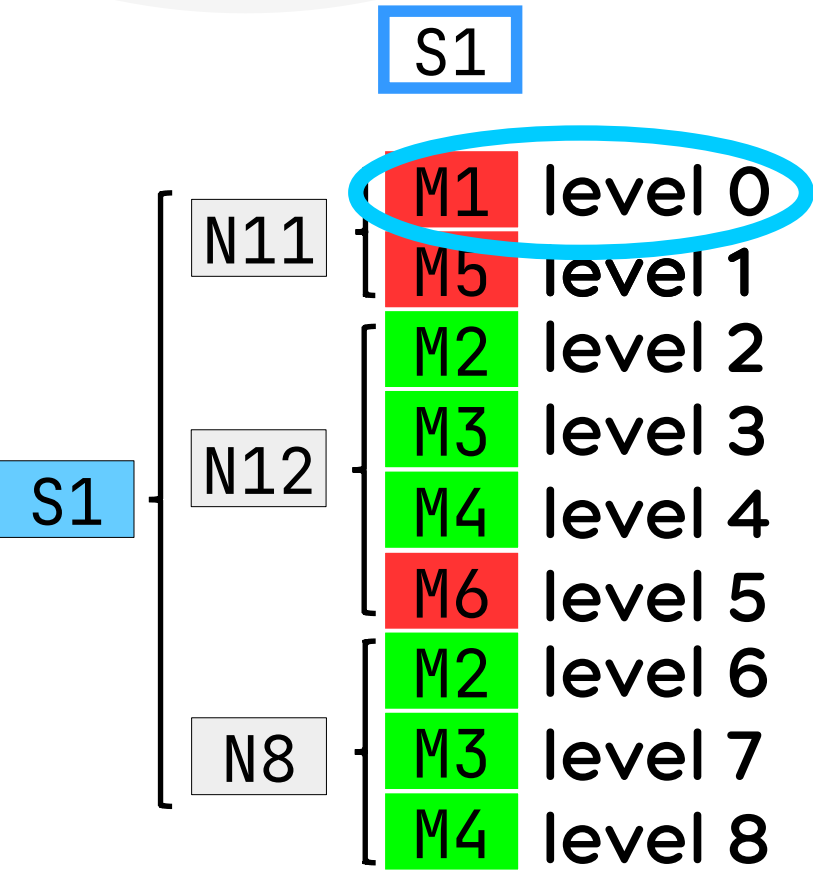 S1
M1 level 0
N11
M5 level 1
M2 level 2
M3 level 3
N12
S1
M4 level 4
M6 level 5
M2 level 6
N8
M3 level 7
M4 level 8